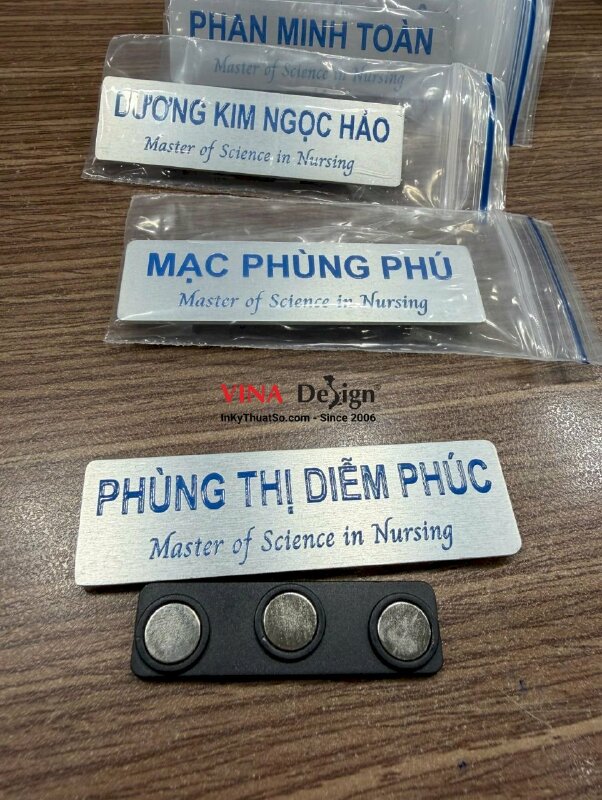 PHAN MINH TOÀN
Master of Science in Nursing
DƯƠNG KIM NGỌC HẢO
Master of Science in Nursing
MẠC PHÙNG PHÚ
Master of Science in Nursing
VINA Design®
InKyThuatSo.com - Since 2006
PHÙNG THỊ DIỄM PHÚC
Master of Science in Nursing